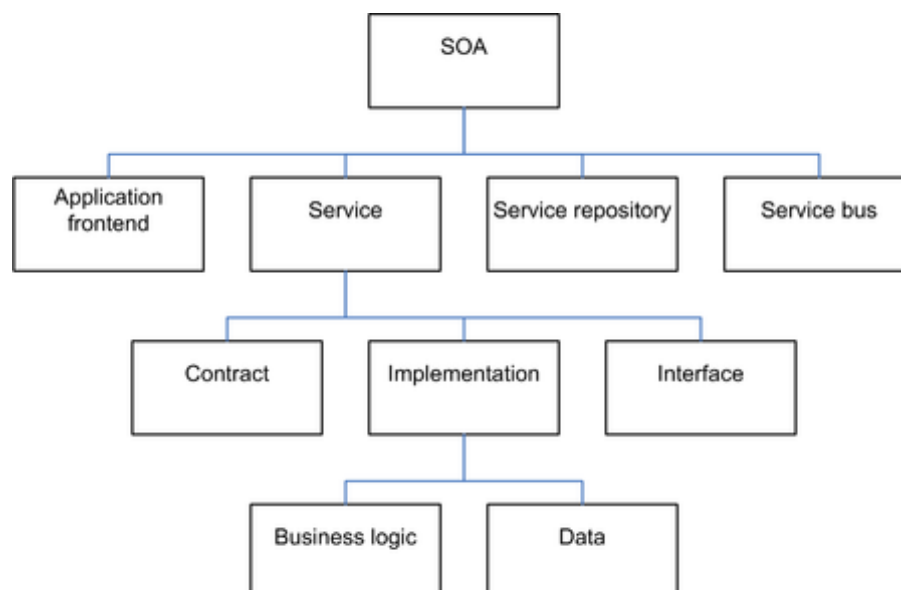 SOA
Application
frontend
Service
Service repository
Service bus
Contract
Implementation
Interface
Business logic
Data